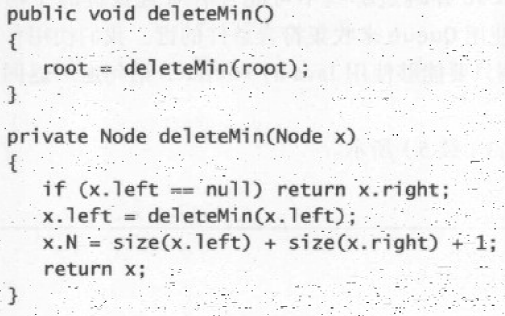 public void deleteMin()
{
    root = deleteMin(root);
}
private Node deleteMin(Node x)
{
    if (x.left == null) return x.right;
    x.left = deleteMin(x.left);
    x.N = size(x.left) + size(x.right) + 1;
    return x;
}